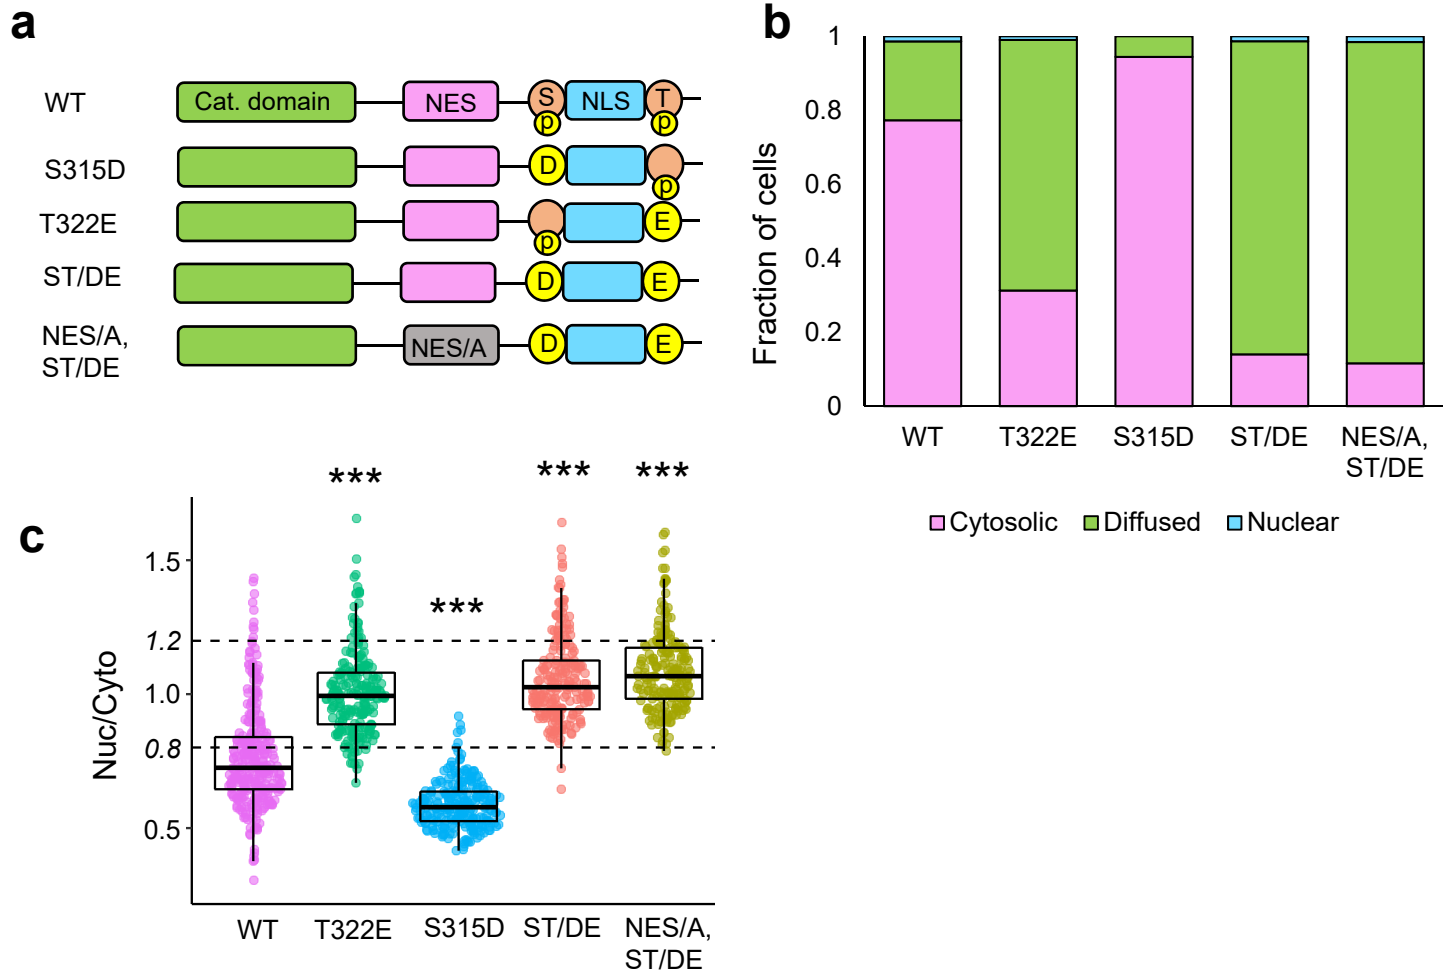 a
WT
Cat. domain
NES
S
p
NLS
T
p
S315D
D
p
T322E
p
E
ST/DE
D
E
NES/A,
ST/DE
NES/A
D
E
b
Fraction of cells
1
0.8
0.6
0.4
0.2
0
WT
T322E
S315D
ST/DE
NES/A,
ST/DE
Cytosolic
Diffused
Nuclear
c
Nuc/Cyto
1.5
1.2
1.0
0.8
0.5
***
***
***
***
WT
T322E
S315D
ST/DE
NES/A,
ST/DE